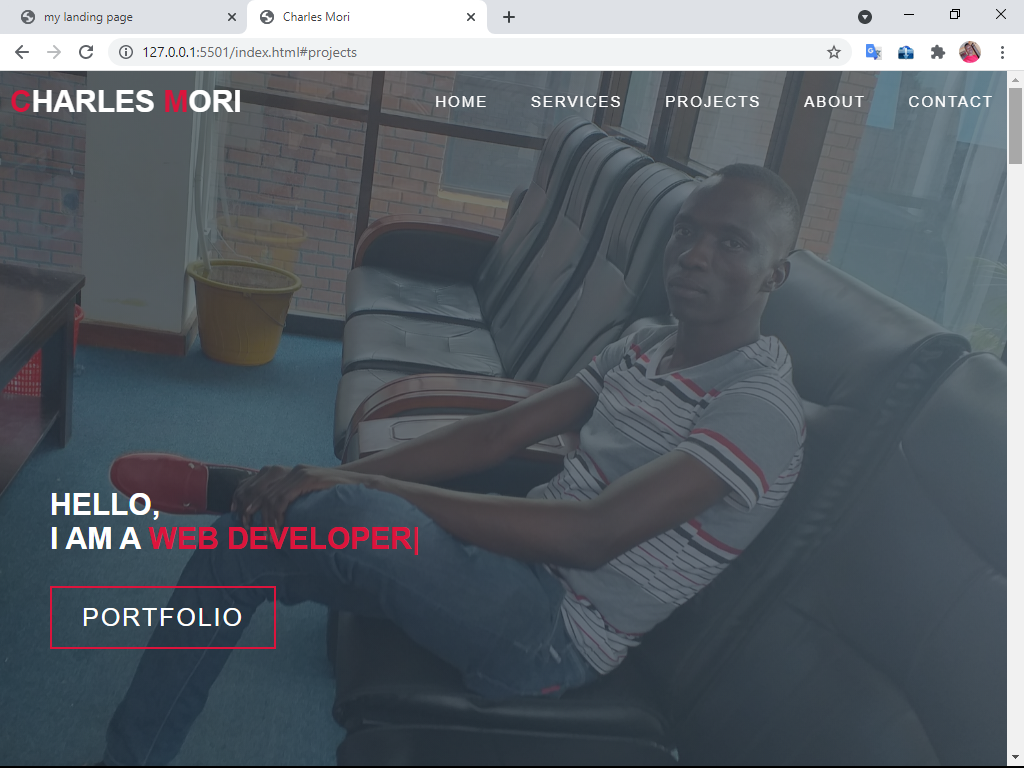 my landing page
Charles Mori
127.0.0.1:5501/index.html#projects
CHARLES MORI
HOME SERVICES PROJECTS ABOUT CONTACT
HELLO,
I AM A WEB DEVELOPER|
PORTFOLIO